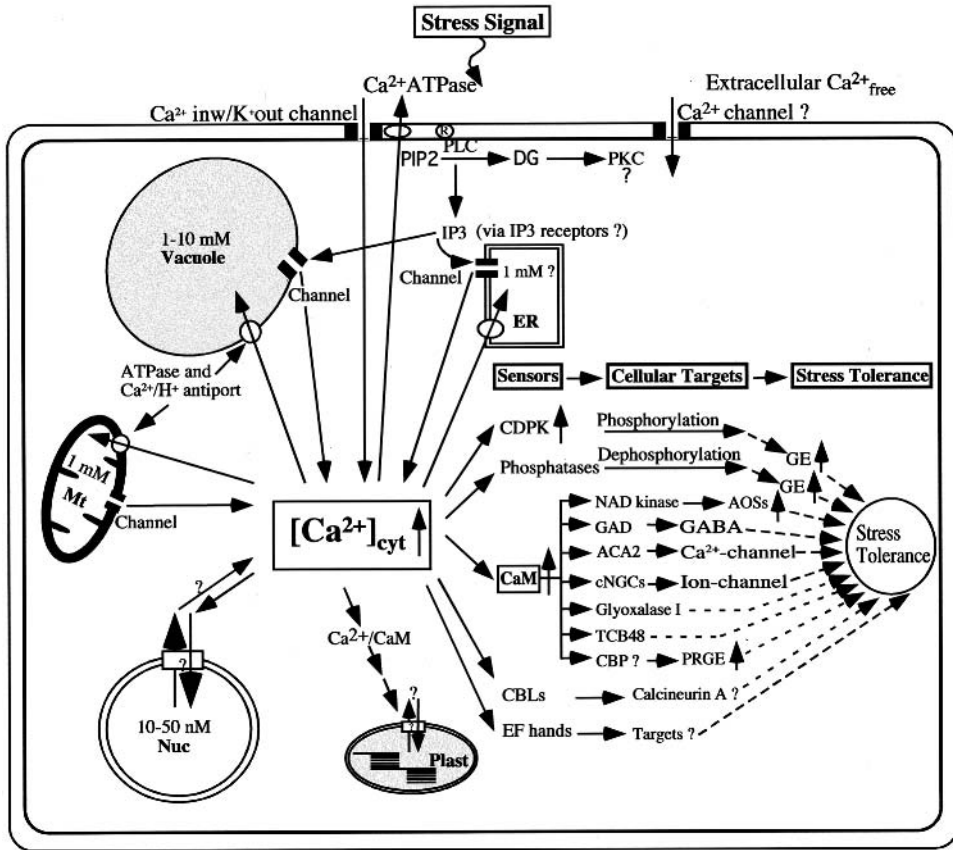 Stress Signal
Ca²⁺ATPase
Extracellular Ca²⁺free
Ca²⁺ inw/K⁺out channel
Ca²⁺ channel ?
R
PLC
PIP2
DG
PKC
?
IP3 (via IP3 receptors ?)
1-10 mM
Vacuole
Channel
Channel
1 mM ?
ER
ATPase and
Ca²⁺/H⁺ antiport
Sensors
Cellular Targets
Stress Tolerance
1 mM
Mt
Channel
CDPK
Phosphorylation
GE
Phosphatases
Dephosphorylation
GE
[Ca²⁺]cyt
CaM
NAD kinase
AOSs
GAD
GABA
ACA2
Ca²⁺-channel
cNGCs
Ion-channel
Glyoxalase I
TCB48
CBP ?
PRGE
Stress
Tolerance
?
?
10-50 nM
Nuc
Ca²⁺/CaM
?
?
Plast
CBLs
Calcineurin A ?
EF hands
Targets ?